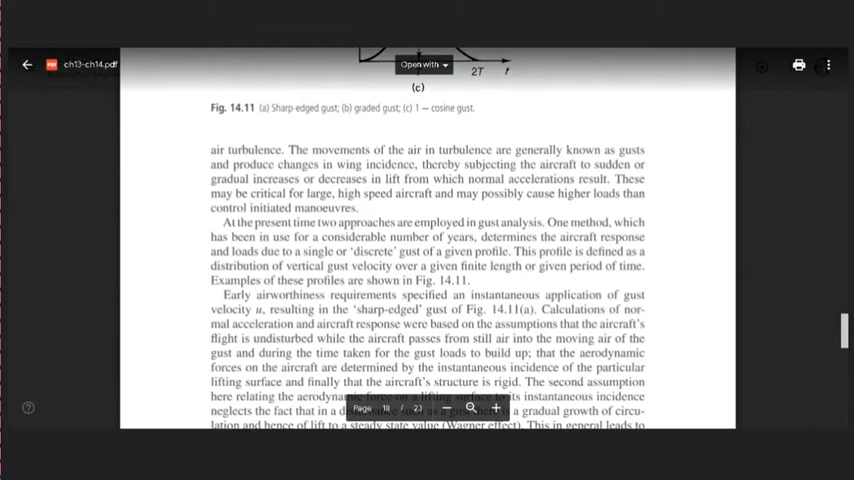 ch13-ch14.pdf
Open with
2T t
(c)
Fig. 14.11 (a) Sharp-edged gust; (b) graded gust; (c) 1 – cosine gust.
air turbulence. The movements of the air in turbulence are generally known as gusts
and produce changes in wing incidence, thereby subjecting the aircraft to sudden or
gradual increases or decreases in lift from which normal accelerations result. These
may be critical for large, high speed aircraft and may possibly cause higher loads than
control initiated manoeuvres.
At the present time two approaches are employed in gust analysis. One method, which
has been in use for a considerable number of years, determines the aircraft response
and loads due to a single or 'discrete' gust of a given profile. This profile is defined as a
distribution of vertical gust velocity over a given finite length or given period of time.
Examples of these profiles are shown in Fig. 14.11.
Early airworthiness requirements specified an instantaneous application of gust
velocity u, resulting in the 'sharp-edged' gust of Fig. 14.11(a). Calculations of nor-
mal acceleration and aircraft response were based on the assumptions that the aircraft's
flight is undisturbed while the aircraft passes from still air into the moving air of the
gust and during the time taken for the gust loads to build up; that the aerodynamic
forces on the aircraft are determined by the instantaneous incidence of the particular
lifting surface and finally that the aircraft's structure is rigid. The second assumption
here relating the aerodynamic force on a lifting surface to its instantaneous incidence
neglects the fact that in a disturbance such as a gust there is a gradual growth of circu-
lation and hence of lift to a steady state value (Wagner effect). This in general leads to
Page 18 / 23